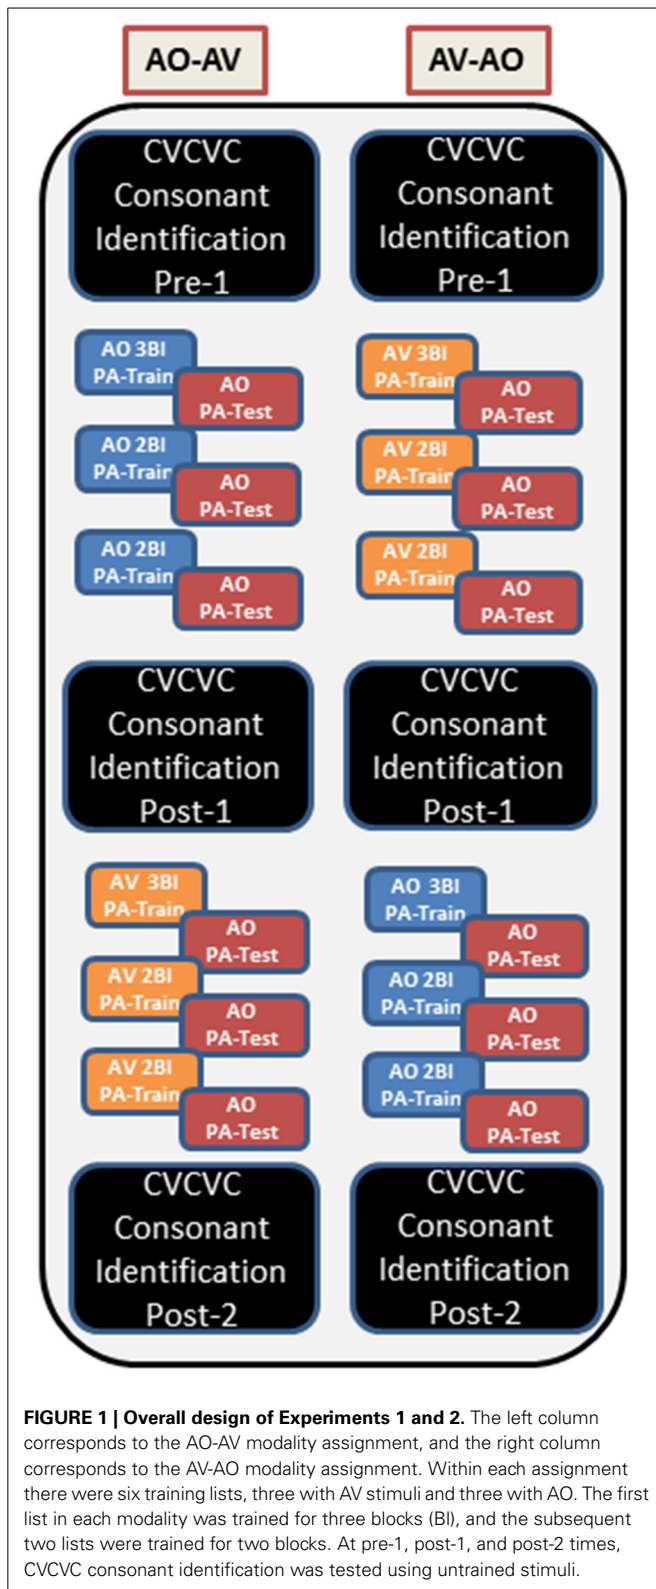 AO-AV
AV-AO
CVCVC
Consonant
Identification
Pre-1
CVCVC
Consonant
Identification
Pre-1
AO 3Bl
PA-Train
AO
PA-Test
AO 2Bl
PA-Train
AO
PA-Test
AO 2Bl
PA-Train
AO
PA-Test
AV 3Bl
PA-Train
AO
PA-Test
AV 2Bl
PA-Train
AO
PA-Test
AV 2Bl
PA-Train
AO
PA-Test
CVCVC
Consonant
Identification
Post-1
CVCVC
Consonant
Identification
Post-1
AV 3Bl
PA-Train
AO
PA-Test
AV 2Bl
PA-Train
AO
PA-Test
AV 2Bl
PA-Train
AO
PA-Test
AO 3Bl
PA-Train
AO
PA-Test
AO 2Bl
PA-Train
AO
PA-Test
AO 2Bl
PA-Train
AO
PA-Test
CVCVC
Consonant
Identification
Post-2
CVCVC
Consonant
Identification
Post-2
FIGURE 1 | Overall design of Experiments 1 and 2. The left column
corresponds to the AO-AV modality assignment, and the right column
corresponds to the AV-AO modality assignment. Within each assignment
there were six training lists, three with AV stimuli and three with AO. The first
list in each modality was trained for three blocks (Bl), and the subsequent
two lists were trained for two blocks. At pre-1, post-1, and post-2 times,
CVCVC consonant identification was tested using untrained stimuli.